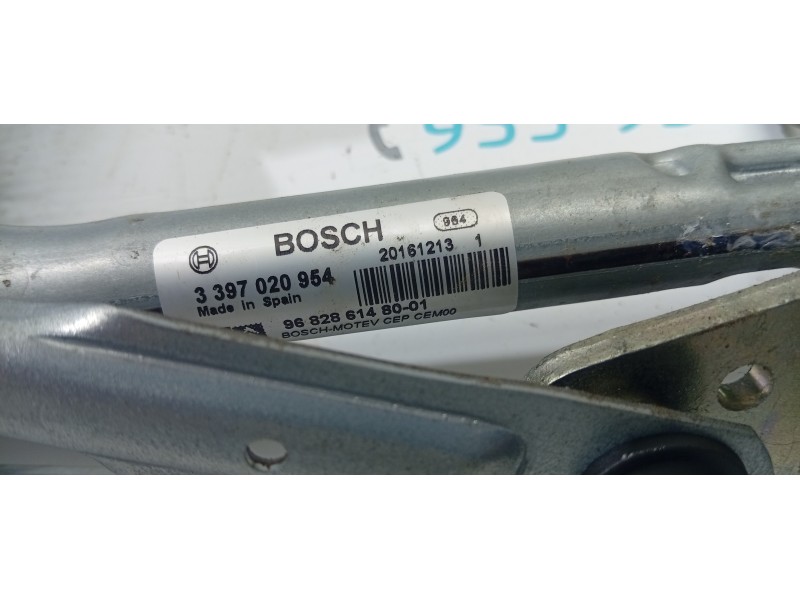 BOSCH
954
20161213 1
3 397 020 954
Made in Spain
96 828 614 80-01
BOSCH-MOTEV CEP CEM00